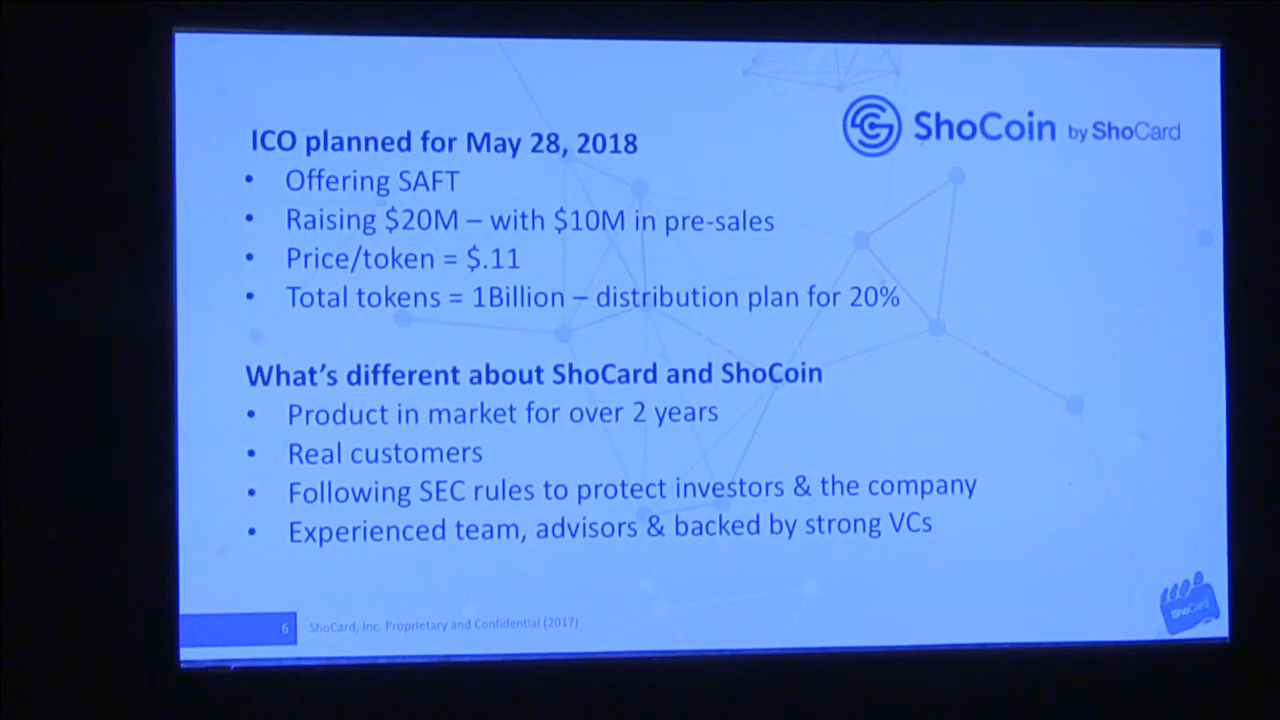 ShoCoin by ShoCard
ICO planned for May 28, 2018
• Offering SAFT
• Raising $20M – with $10M in pre-sales
• Price/token = $.11
• Total tokens = 1Billion – distribution plan for 20%
What's different about ShoCard and ShoCoin
• Product in market for over 2 years
• Real customers
• Following SEC rules to protect investors & the company
• Experienced team, advisors & backed by strong VCs
6 ShoCard, Inc. Proprietary and Confidential (2017)
ShoCard